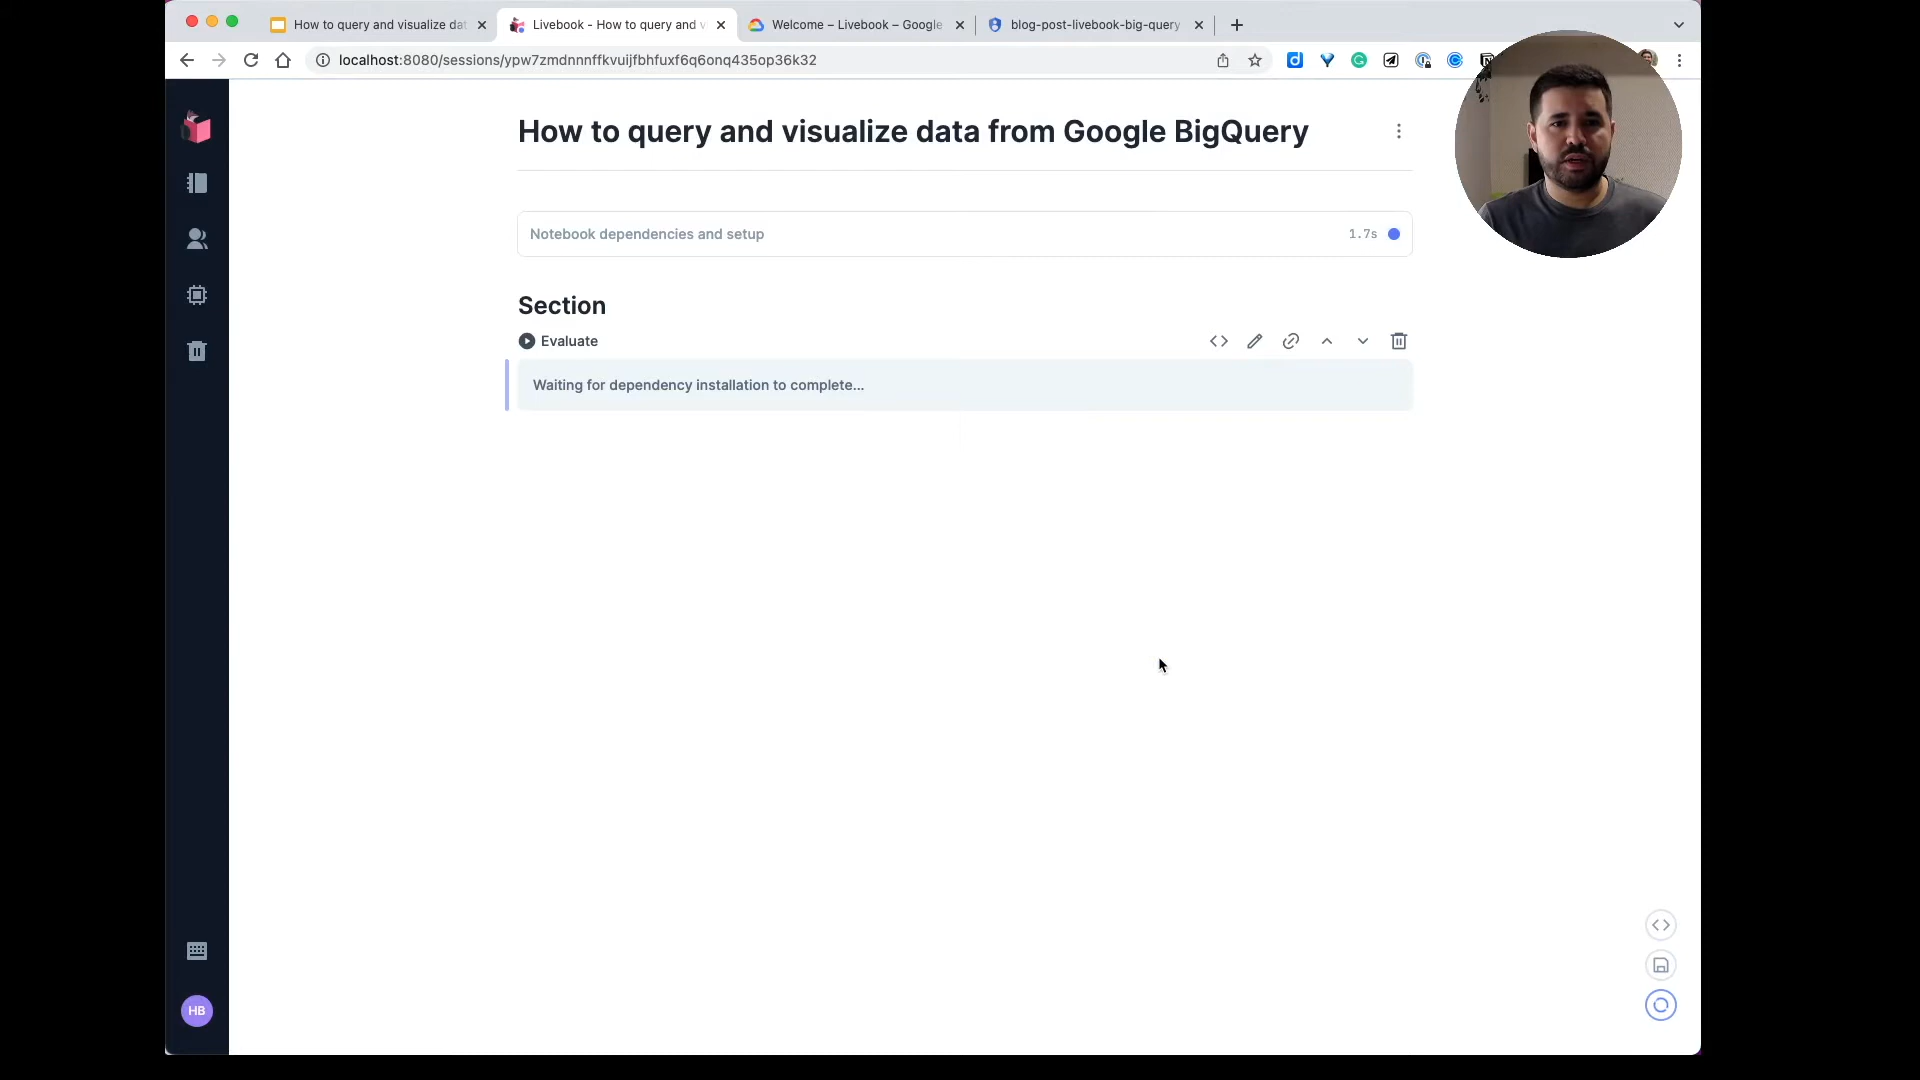 How to query and visualize dat
Livebook - How to query and v
Welcome – Livebook – Google
blog-post-livebook-big-query
localhost:8080/sessions/ypw7zmdnnnffkvuijfbhfuxf6q6onq435op36k32
How to query and visualize data from Google BigQuery
Notebook dependencies and setup
1.7s
Section
Evaluate
Waiting for dependency installation to complete...
HB